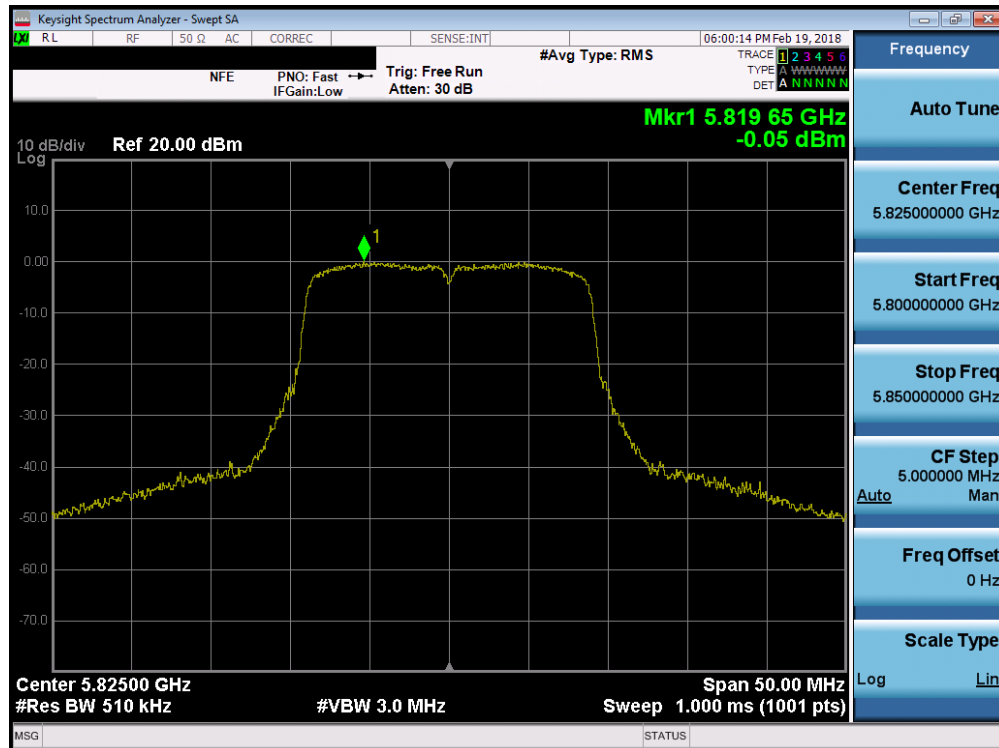 Keysight Spectrum Analyzer - Swept SA
LXI RL RF 50 Ω AC CORREC SENSE:INT 06:00:14 PM Feb 19, 2018
NFE PNO: Fast Trig: Free Run #Avg Type: RMS TRACE 1 2 3 4 5 6
IFGain:Low Atten: 30 dB TYPE A WWWWW
DET A N N N N N
Mkr1 5.819 65 GHz
-0.05 dBm
10 dB/div Ref 20.00 dBm
Log
10.0
1
0.00
-10.0
-20.0
-30.0
-40.0
-50.0
-60.0
-70.0
Center 5.82500 GHz Span 50.00 MHz
#Res BW 510 kHz #VBW 3.0 MHz Sweep 1.000 ms (1001 pts)
MSG STATUS
Frequency
Auto Tune
Center Freq
5.825000000 GHz
Start Freq
5.800000000 GHz
Stop Freq
5.850000000 GHz
CF Step
5.000000 MHz
Auto Man
Freq Offset
0 Hz
Scale Type
Log Lin